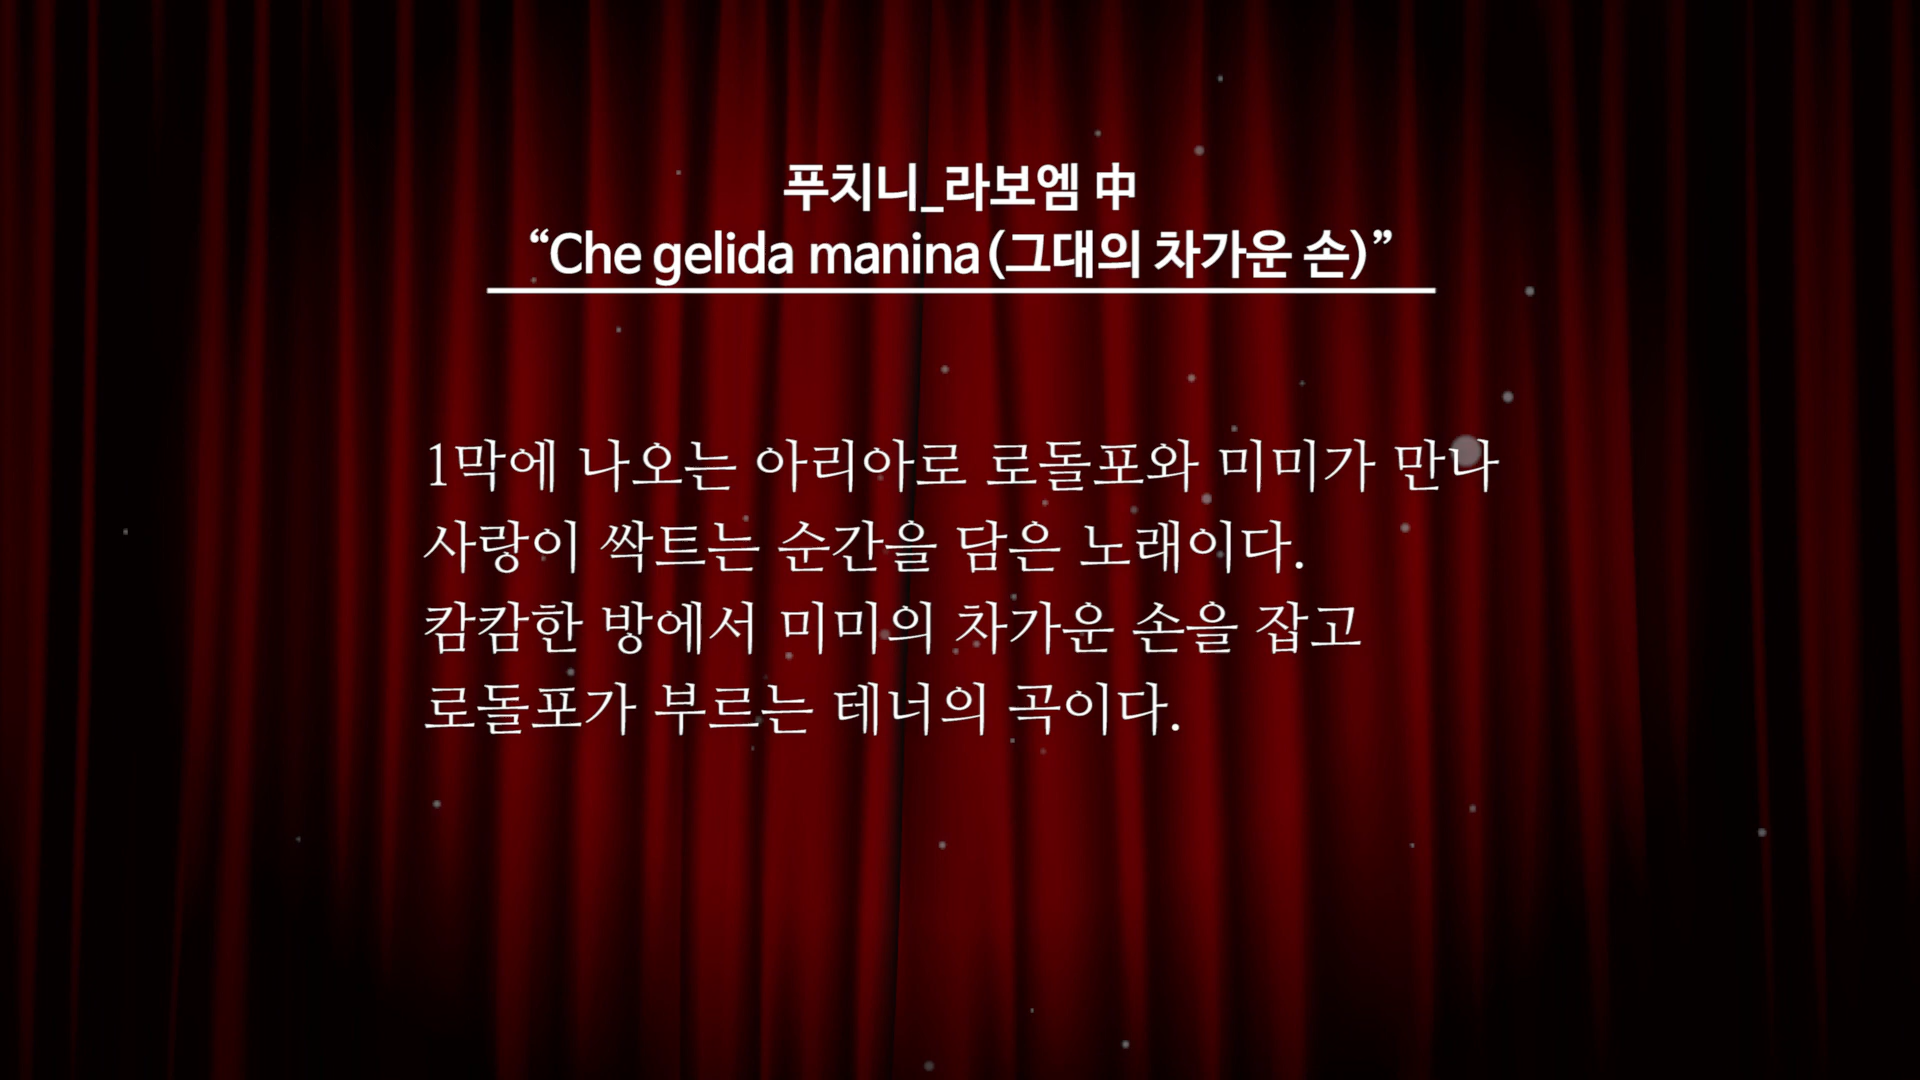 푸치니_라보엠 中
“Che gelida manina(그대의 차가운 손)”
1막에 나오는 아리아로 로돌포와 미미가 만나
사랑이 싹트는 순간을 담은 노래이다.
캄캄한 방에서 미미의 차가운 손을 잡고
로돌포가 부르는 테너의 곡이다.